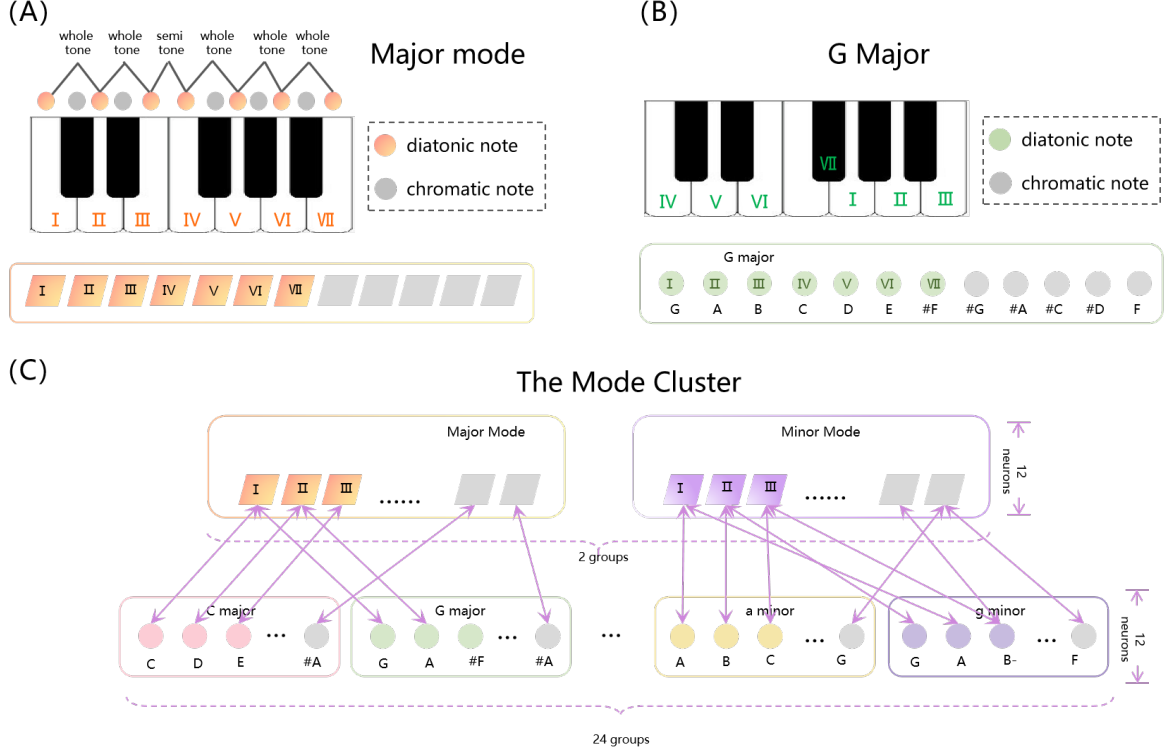 (A)
whole tone
whole tone
semi tone
whole tone
whole tone
whole tone
Major mode
diatonic note
chromatic note
I II III IV V VI VII
I II III IV V VI VII
(B)
G Major
VII
IV V VI I II III
diatonic note
chromatic note
G major
I II III IV V VI VII
G A B C D E #F #G #A #C #D F
(C)
The Mode Cluster
Major Mode
I II III ......
Minor Mode
I II III ......
12 neurons
2 groups
C major
C D E ... #A
G major
G A #F ... #A
...
a minor
A B C ... G
g minor
G A B- ... F
12 neurons
24 groups